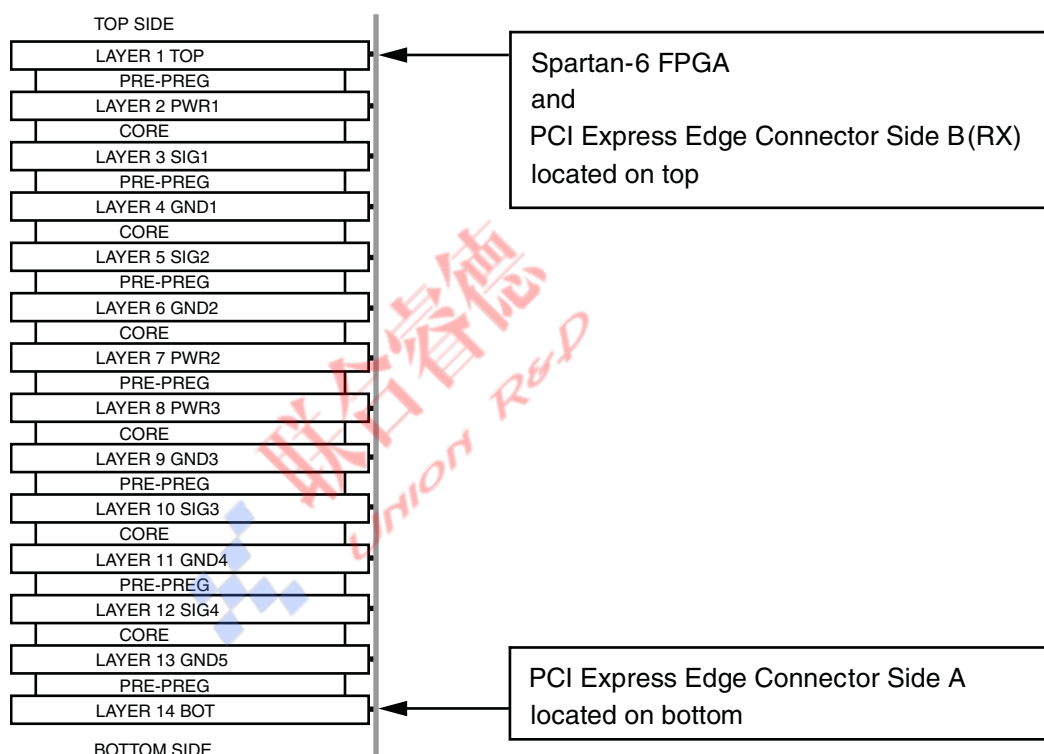 TOP SIDE
LAYER 1 TOP
PRE-PREG
LAYER 2 PWR1
CORE
LAYER 3 SIG1
PRE-PREG
LAYER 4 GND1
CORE
LAYER 5 SIG2
PRE-PREG
LAYER 6 GND2
CORE
LAYER 7 PWR2
PRE-PREG
LAYER 8 PWR3
CORE
LAYER 9 GND3
PRE-PREG
LAYER 10 SIG3
CORE
LAYER 11 GND4
PRE-PREG
LAYER 12 SIG4
CORE
LAYER 13 GND5
PRE-PREG
LAYER 14 BOT
BOTTOM SIDE
Spartan-6 FPGA
and
PCI Express Edge Connector Side B(RX)
located on top
PCI Express Edge Connector Side A
located on bottom
联合睿德
UNION R&D